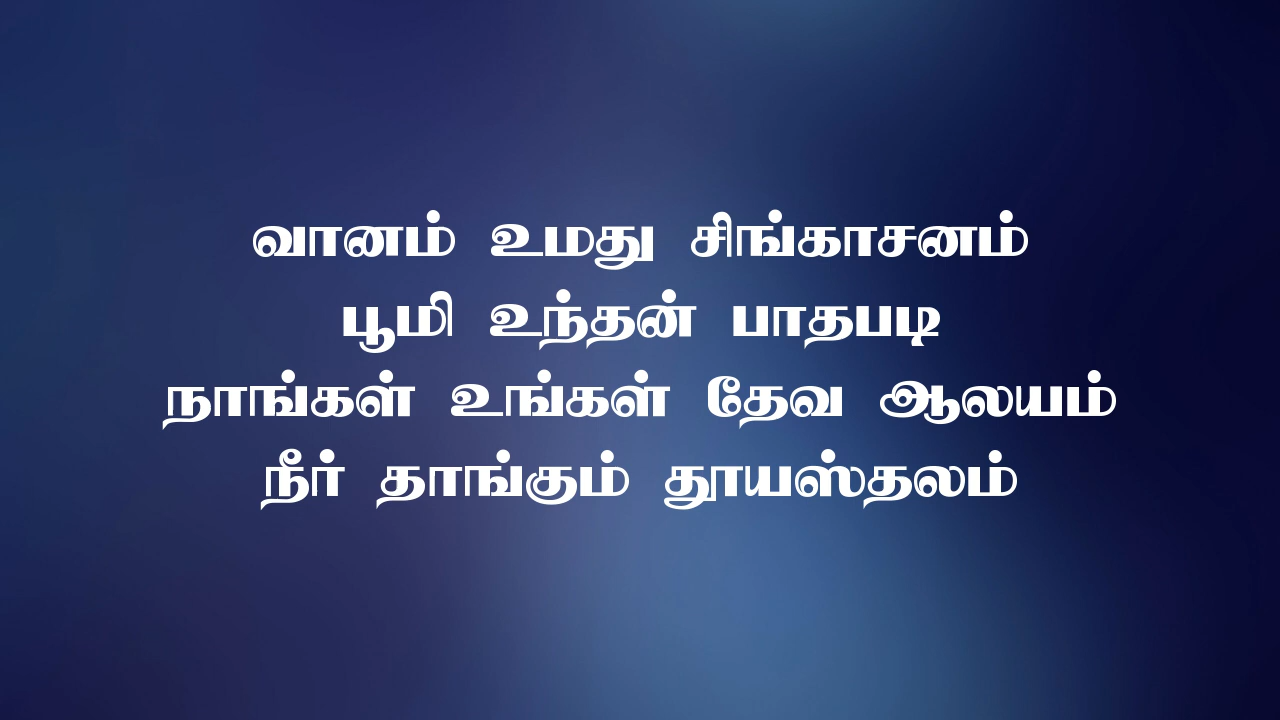 வானம் உமது சிங்காசனம்
பூமி உந்தன் பாதபடி
நாங்கள் உங்கள் தேவ ஆலயம்
நீர் தாங்கும் தூயஸ்தலம்